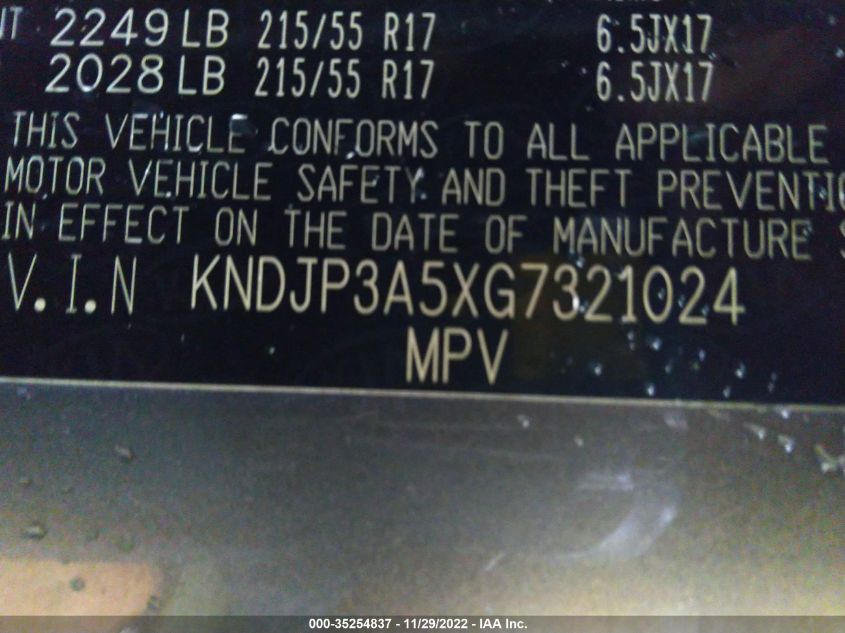 2249 LB 215/55 R17 6.5JX17
2028 LB 215/55 R17 6.5JX17
THIS VEHICLE CONFORMS TO ALL APPLICABLE
MOTOR VEHICLE SAFETY AND THEFT PREVENTIO
IN EFFECT ON THE DATE OF MANUFACTURE
V.I.N KNDJP3A5XG7321024
MPV
000-35254837 - 11/29/2022 - IAA Inc.